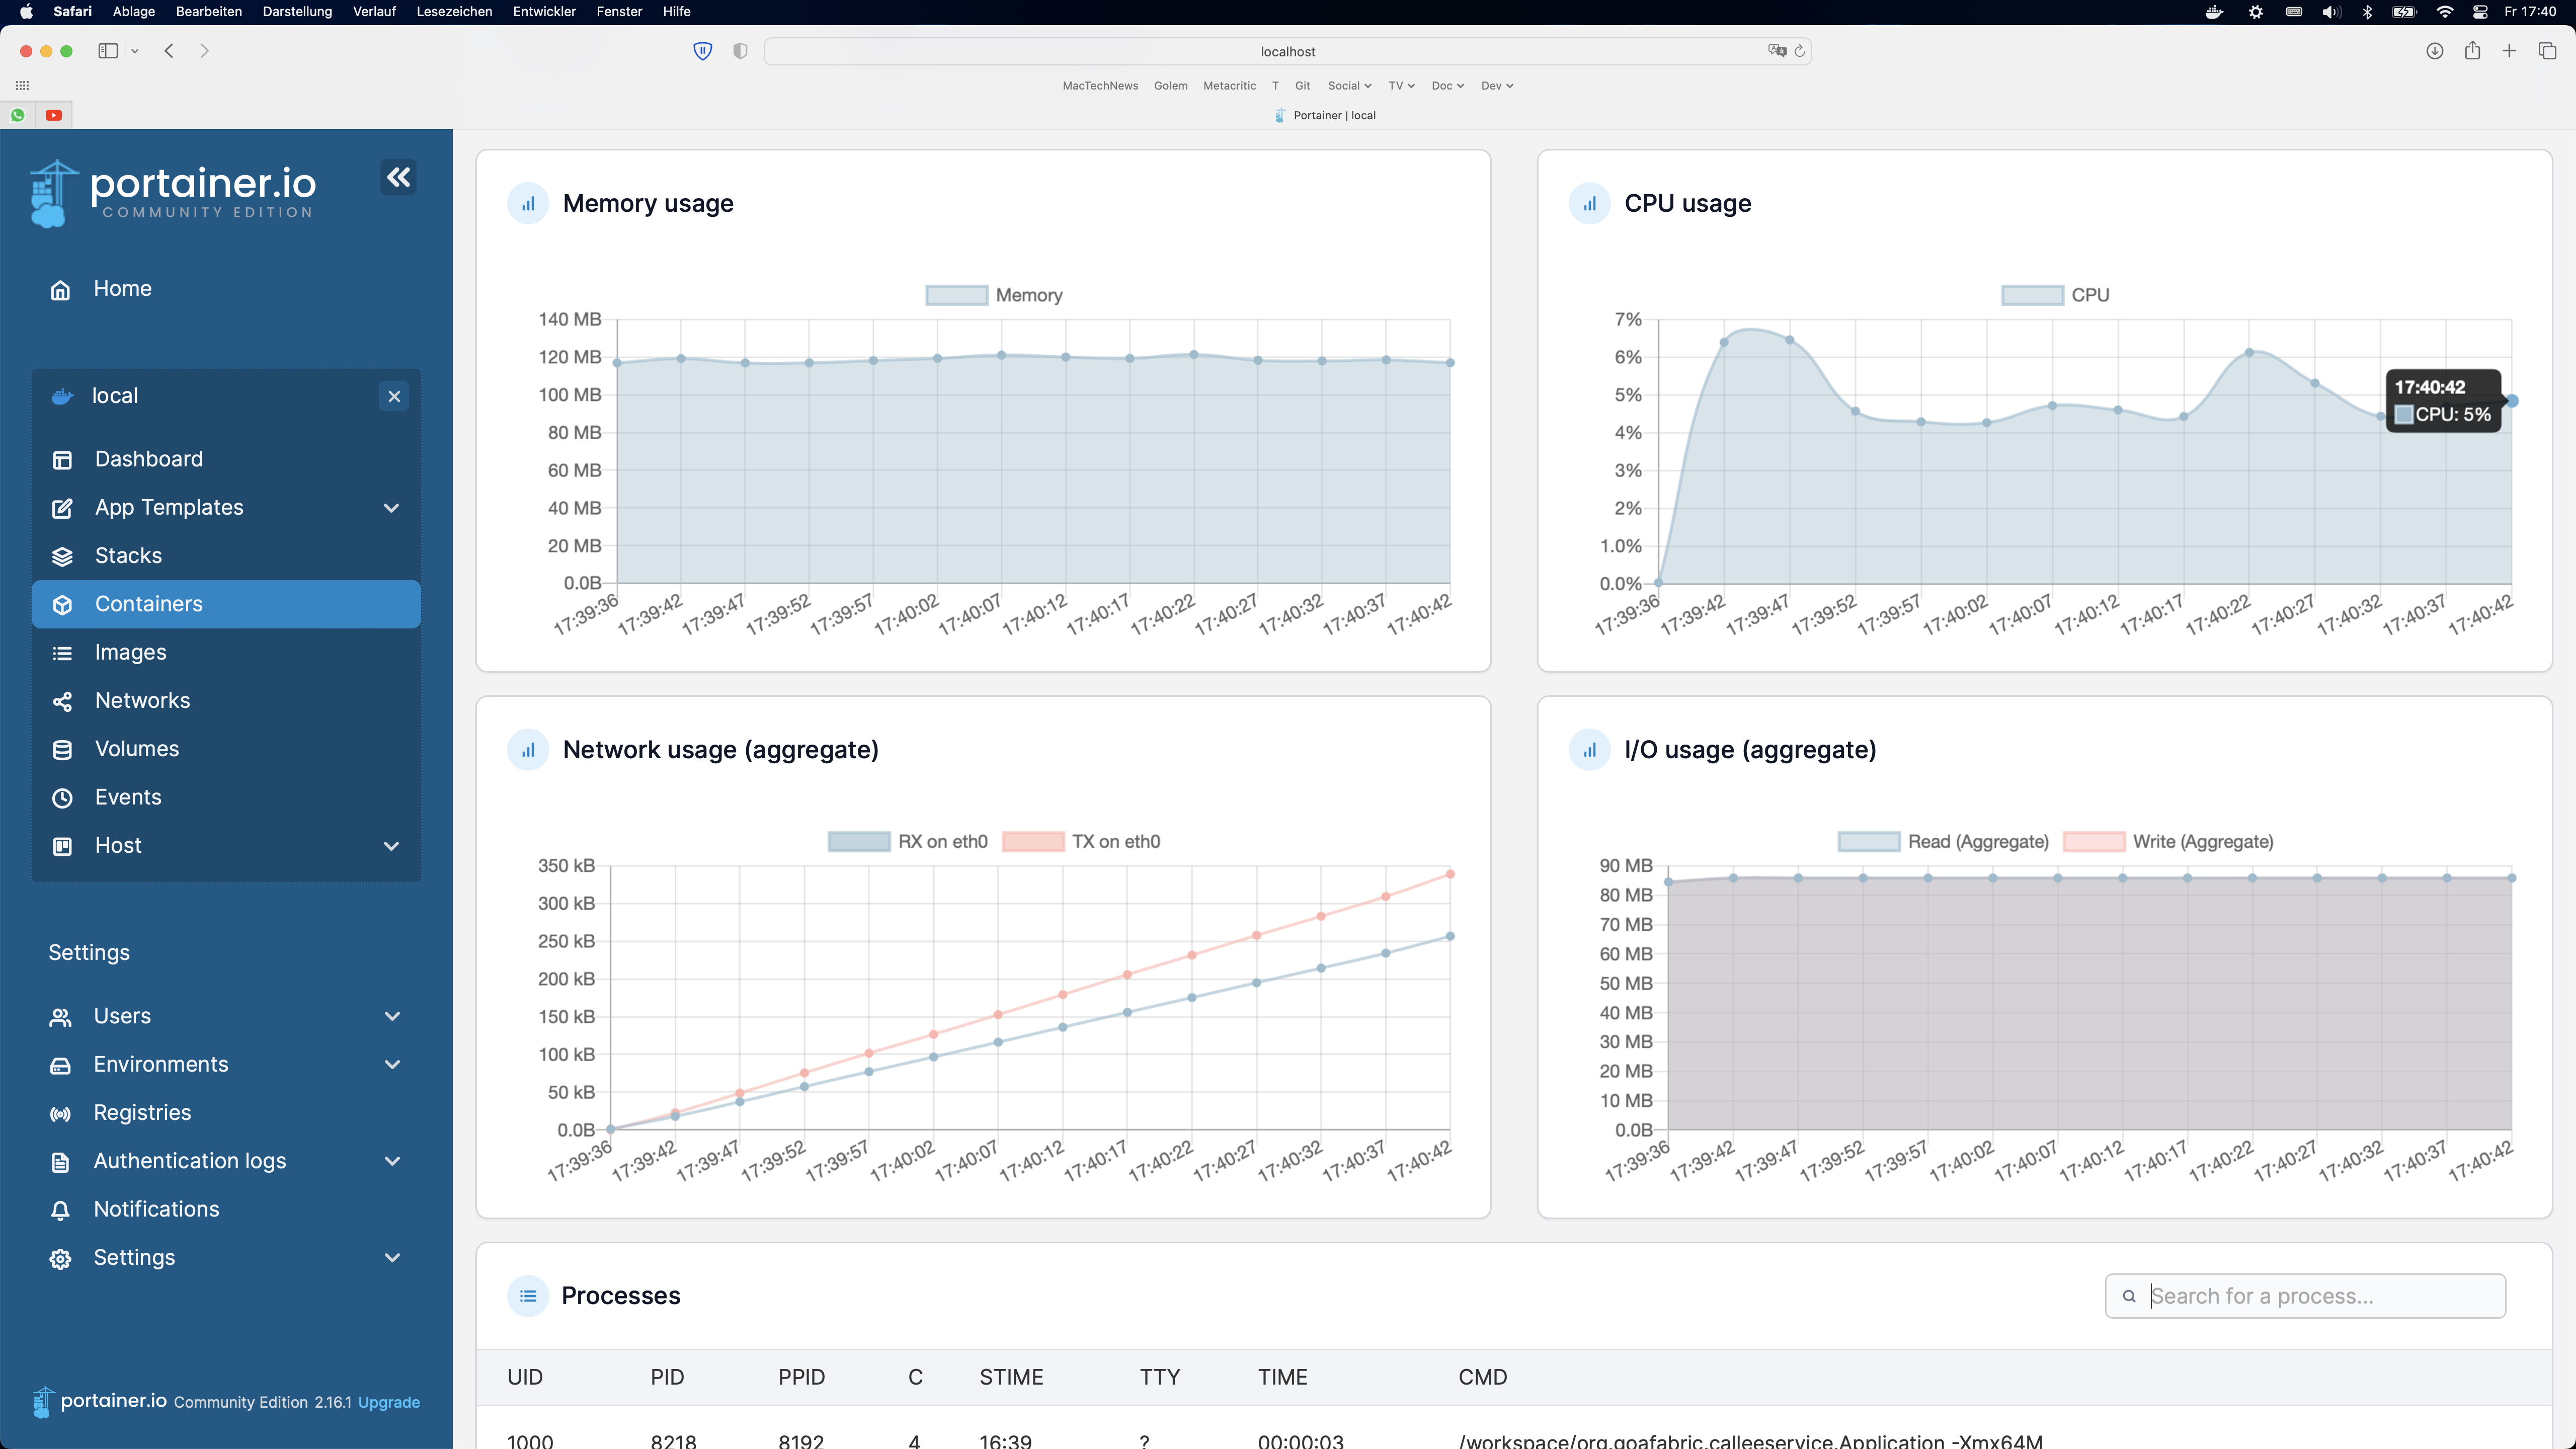 Safari Ablage Bearbeiten Darstellung Verlauf Lesezeichen Entwickler Fenster Hilfe Fr 17:40
localhost
MacTechNews Golem Metacritic T Git Social TV Doc Dev
Portainer | local
portainer.io
COMMUNITY EDITION
Home
local
Dashboard
App Templates
Stacks
Containers
Images
Networks
Volumes
Events
Host
Settings
Users
Environments
Registries
Authentication logs
Notifications
Settings
portainer.io Community Edition 2.16.1 Upgrade
Memory usage
Memory
140 MB
120 MB
100 MB
80 MB
60 MB
40 MB
20 MB
0.0B
17:39:36 17:39:42 17:39:47 17:39:52 17:39:57 17:40:02 17:40:07 17:40:12 17:40:17 17:40:22 17:40:27 17:40:32 17:40:37 17:40:42
CPU usage
CPU
7%
6%
5%
4%
3%
2%
1.0%
0.0%
17:40:42
CPU: 5%
17:39:36 17:39:42 17:39:47 17:39:52 17:39:57 17:40:02 17:40:07 17:40:12 17:40:17 17:40:22 17:40:27 17:40:32 17:40:37 17:40:42
Network usage (aggregate)
RX on eth0 TX on eth0
350 kB
300 kB
250 kB
200 kB
150 kB
100 kB
50 kB
0.0B
17:39:36 17:39:42 17:39:47 17:39:52 17:39:57 17:40:02 17:40:07 17:40:12 17:40:17 17:40:22 17:40:27 17:40:32 17:40:37 17:40:42
I/O usage (aggregate)
Read (Aggregate) Write (Aggregate)
90 MB
80 MB
70 MB
60 MB
50 MB
40 MB
30 MB
20 MB
10 MB
0.0B
17:39:36 17:39:42 17:39:47 17:39:52 17:39:57 17:40:02 17:40:07 17:40:12 17:40:17 17:40:22 17:40:27 17:40:32 17:40:37 17:40:42
Processes
Search for a process...
UID PID PPID C STIME TTY TIME CMD
1000 8218 8192 4 16:39 ? 00:00:03 /workspace/org.goafabric.calleeservice.Application -Xmx64M